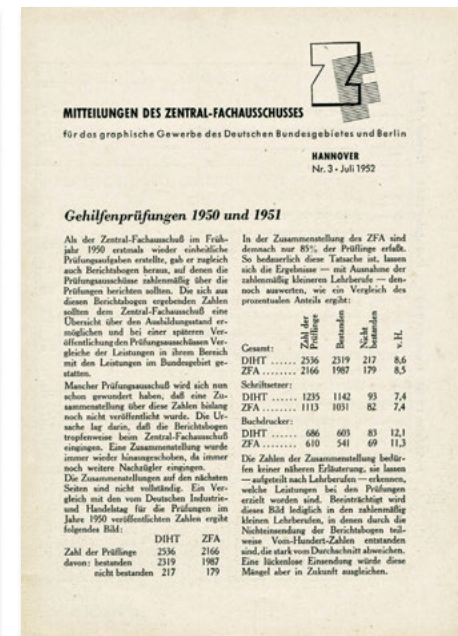 MITTEILUNGEN DES ZENTRAL-FACHAUSSCHUSSES
für das graphische Gewerbe des Deutschen Bundesgebietes und Berlin
HANNOVER
Nr. 3 • Juli 1952
Gehilfenprüfungen 1950 und 1951
Als der Zentral-Fachausschuß im Früh-
jahr 1950 erstmals wieder einheitliche
Prüfungsaufgaben erstellte, gab er zugleich
auch Berichtsbogen heraus, auf denen die
Prüfungsausschüsse zahlenmäßig über die
Prüfungen berichten sollten. Die sich aus
diesen Berichtsbogen ergebenden Zahlen
sollten dem Zentral-Fachausschuß eine
Übersicht über den Ausbildungsstand er-
möglichen und bei einer späteren Ver-
öffentlichung den Prüfungsausschüssen Ver-
gleiche der Leistungen in ihrem Bereich
mit den Leistungen im Bundesgebiet ge-
statten.
Mancher Prüfungsausschuß wird sich nun
schon gewundert haben, daß eine Zu-
sammenstellung über diese Zahlen bislang
noch nicht veröffentlicht wurde. Die Ur-
sache lag darin, daß die Berichtsbogen
tropfenweise beim Zentral-Fachausschuß
eingingen. Eine Zusammenstellung wurde
immer wieder hinausgeschoben, da immer
noch weitere Nachzügler eingingen.
Die Zusammenstellungen auf den nächsten
Seiten sind nicht vollständig. Ein Ver-
gleich mit den vom Deutschen Industrie-
und Handelstag für die Prüfungen im
Jahre 1950 veröffentlichten Zahlen ergibt
folgendes Bild:
DIHT ZFA
Zahl der Prüflinge 2536 2166
davon: bestanden 2319 1987
nicht bestanden 217 179
In der Zusammenstellung des ZFA sind
demnach nur 85% der Prüflinge erfaßt.
So bedauerlich diese Tatsache ist, lassen
sich die Ergebnisse — mit Ausnahme der
zahlenmäßig kleineren Lehrberufe — den-
noch auswerten, wie ein Vergleich des
prozentualen Anteils ergibt:
Zahl der Prüflinge Bestanden Nicht bestanden v. H.
Gesamt:
DIHT ...... 2536 2319 217 8,6
ZFA ....... 2166 1987 179 8,5
Schriftsetzer:
DIHT ...... 1235 1142 93 7,4
ZFA ....... 1113 1031 82 7,4
Buchdrucker:
DIHT ...... 686 603 83 12,1
ZFA ....... 610 541 69 11,3
Die Zahlen der Zusammenstellung bedür-
fen keiner näheren Erläuterung, sie lassen
— aufgeteilt nach Lehrberufen — erkennen,
welche Leistungen bei den Prüfungen
erzielt worden sind. Beeinträchtigt wird
dieses Bild lediglich in den zahlenmäßig
kleinen Lehrberufen, in denen durch die
Nichteinsendung der Berichtsbogen teil-
weise Vom-Hundert-Zahlen entstanden
sind, die stark vom Durchschnitt abweichen.
Eine lückenlose Einsendung würde diese
Mängel aber in Zukunft ausgleichen.